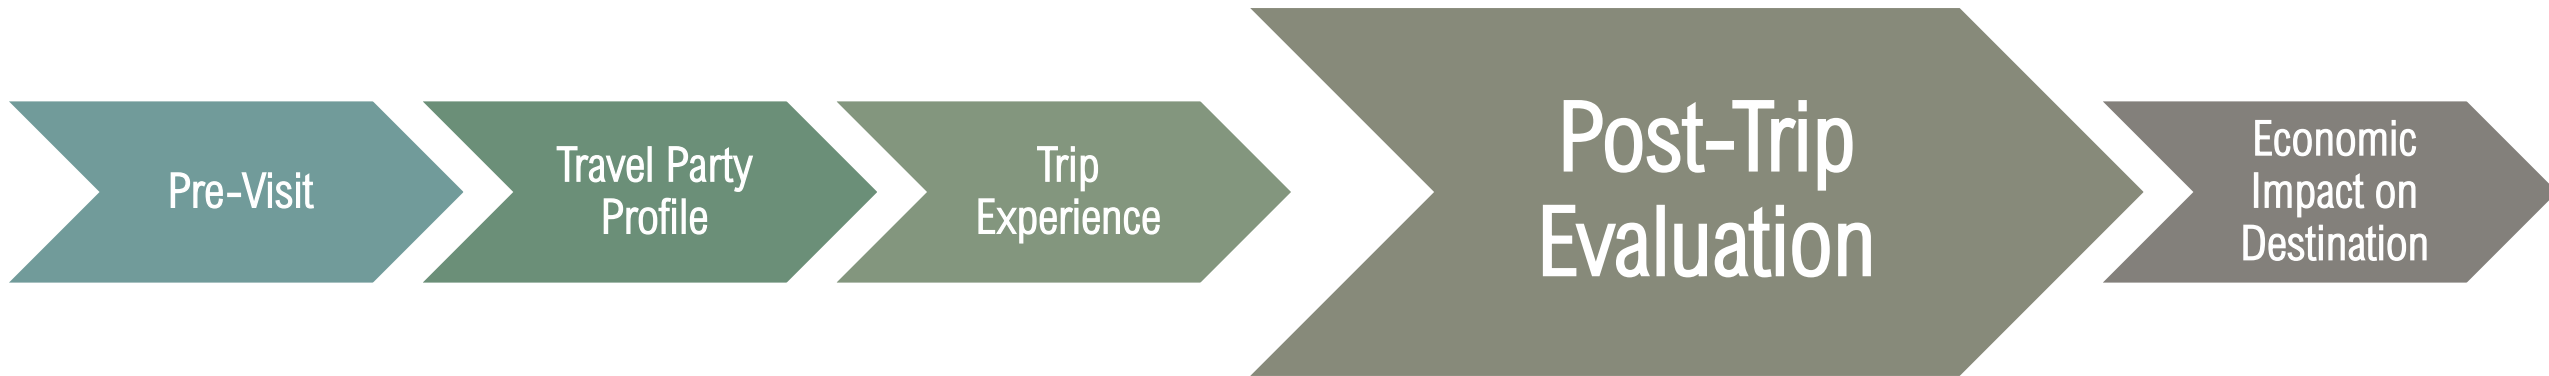 Pre-Visit
Travel Party
Profile
Trip
Experience
Post-Trip
Evaluation
Economic
Impact on
Destination